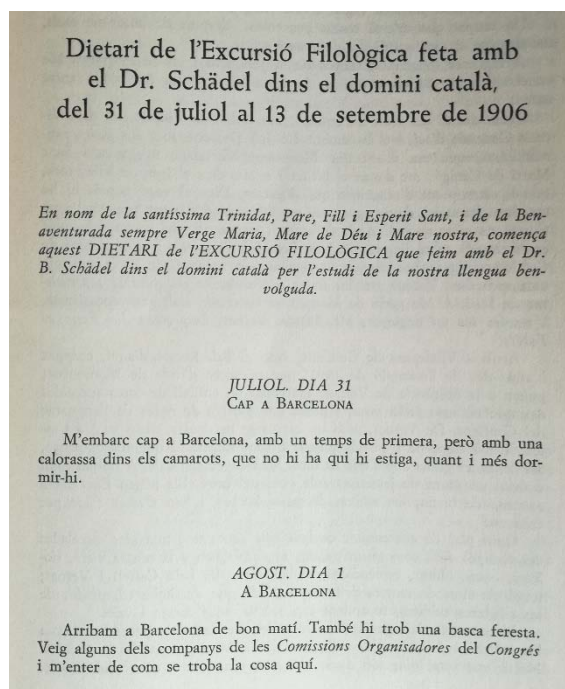 Dietari de l'Excursió Filològica feta amb
el Dr. Schädel dins el domini català,
del 31 de juliol al 13 de setembre de 1906
En nom de la santíssima Trinidat, Pare, Fill i Esperit Sant, i de la Ben-
aventurada sempre Verge Maria, Mare de Déu i Mare nostra, comença
aquest DIETARI de l'EXCURSIÓ FILOLÒGICA que feim amb el Dr.
B. Schädel dins el domini català per l'estudi de la nostra llengua ben-
volguda.
JULIOL. DIA 31
CAP A BARCELONA
M'embarc cap a Barcelona, amb un temps de primera, però amb una
calorassa dins els camarots, que no hi ha qui hi estiga, quant i més dor-
mir-hi.
AGOST. DIA 1
A BARCELONA
Arribam a Barcelona de bon matí. També hi trob una basca feresta.
Veig alguns dels companys de les Comissions Organisadores del Congrés
i m'enter de com se troba la cosa aquí.